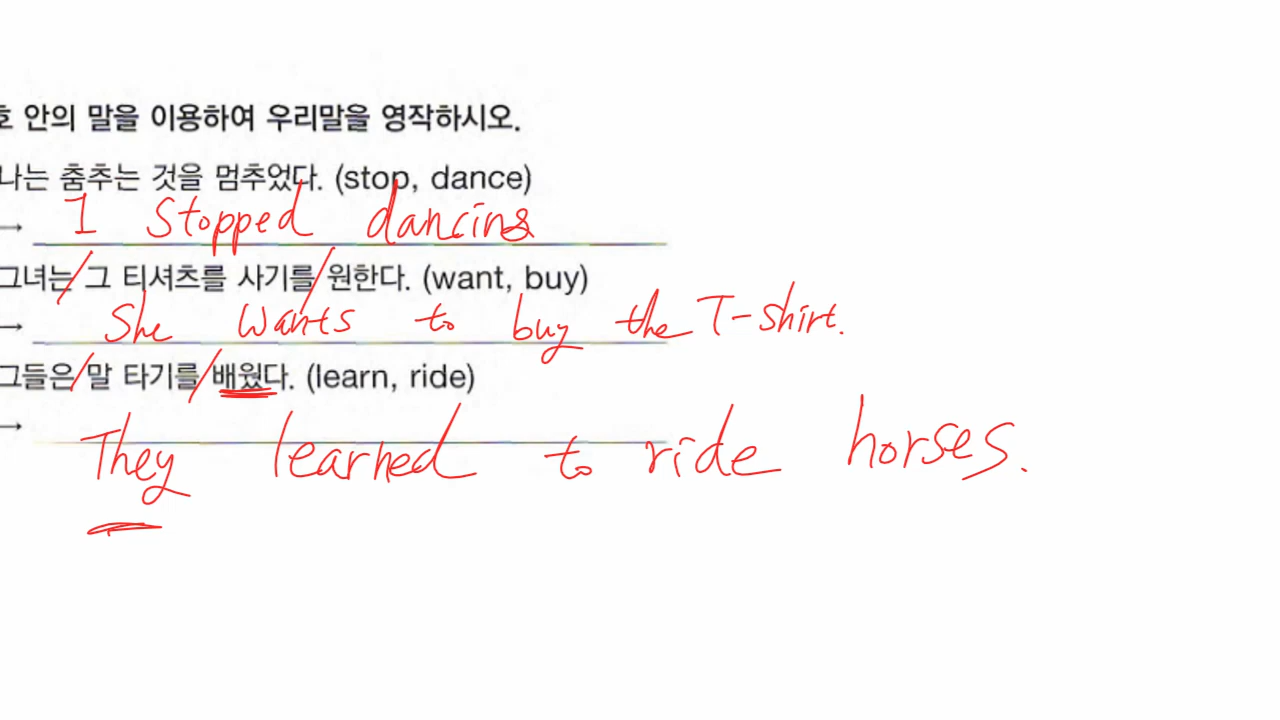 호 안의 말을 이용하여 우리말을 영작하시오.
나는 춤추는 것을 멈추었다. (stop, dance)
→ I stopped dancing
그녀는/그 티셔츠를 사기를/원한다. (want, buy)
→ She wants to buy the T-shirt.
그들은/말 타기를/배웠다. (learn, ride)
→ They learned to ride horses.